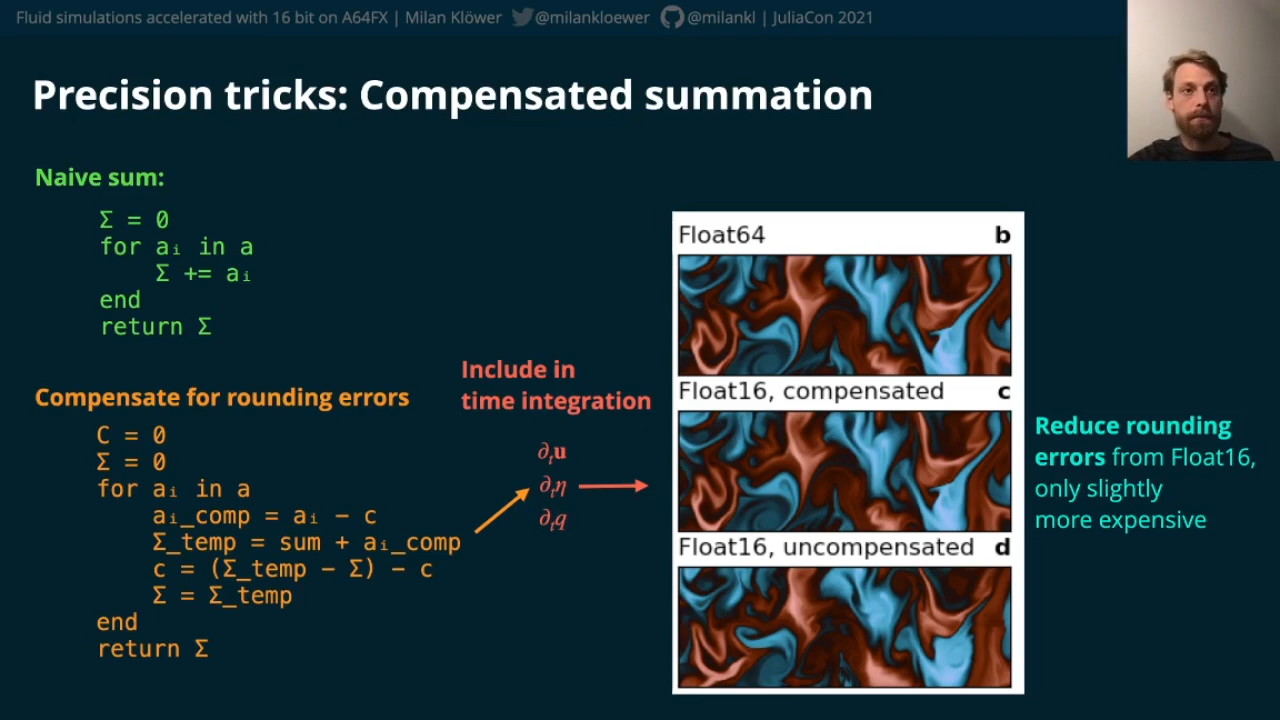 Fluid simulations accelerated with 16 bit on A64FX | Milan Klöwer @milankloewer @milankl | JuliaCon 2021
Precision tricks: Compensated summation
Naive sum:
Σ = 0
for aᵢ in a
    Σ += aᵢ
end
return Σ
Compensate for rounding errors
C = 0
Σ = 0
for aᵢ in a
    aᵢ_comp = aᵢ − c
    Σ_temp = sum + aᵢ_comp
    c = (Σ_temp − Σ) − c
    Σ = Σ_temp
end
return Σ
Include in
time integration
∂ₜu
∂ₜη
∂ₜq
Float64 b
Float16, compensated c
Float16, uncompensated d
Reduce rounding
errors from Float16,
only slightly
more expensive